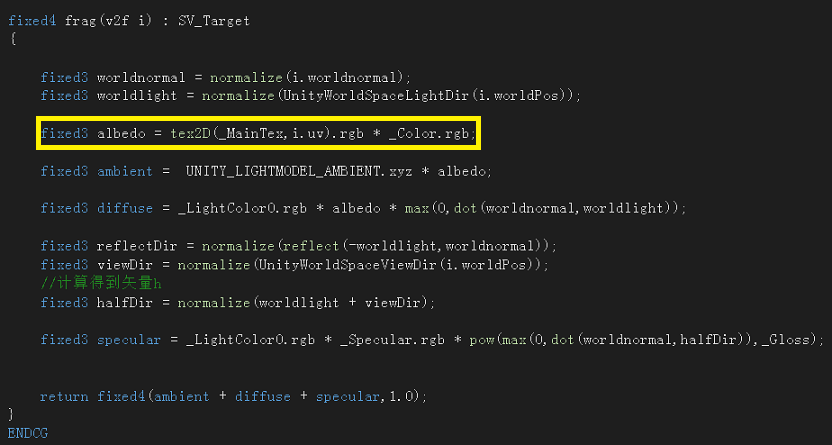 fixed4 frag(v2f i) : SV_Target
{
fixed3 worldnormal = normalize(i.worldnormal);
fixed3 worldlight = normalize(UnityWorldSpaceLightDir(i.worldPos));
fixed3 albedo = tex2D(_MainTex,i.uv).rgb * _Color.rgb;
fixed3 ambient =  UNITY_LIGHTMODEL_AMBIENT.xyz * albedo;
fixed3 diffuse = _LightColor0.rgb * albedo * max(0,dot(worldnormal,worldlight));
fixed3 reflectDir = normalize(reflect(-worldlight,worldnormal));
fixed3 viewDir = normalize(UnityWorldSpaceViewDir(i.worldPos));
//计算得到矢量h
fixed3 halfDir = normalize(worldlight + viewDir);
fixed3 specular = _LightColor0.rgb * _Specular.rgb * pow(max(0,dot(worldnormal,halfDir)),_Gloss);
return fixed4(ambient + diffuse + specular,1.0);
}
ENDCG